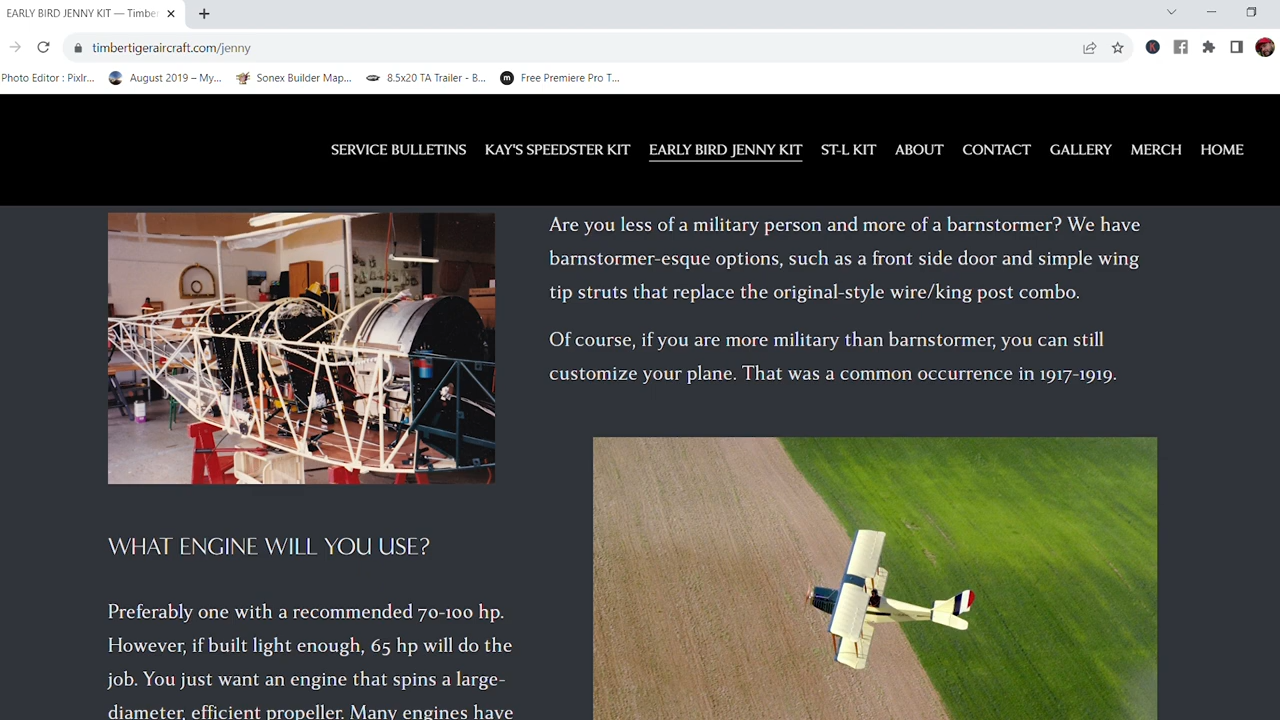 EARLY BIRD JENNY KIT — Timbe
timbertigeraircraft.com/jenny
Photo Editor : Pixlr...
August 2019 – My...
Sonex Builder Map...
8.5x20 TA Trailer - B...
Free Premiere Pro T...
SERVICE BULLETINS
KAY'S SPEEDSTER KIT
EARLY BIRD JENNY KIT
ST-L KIT
ABOUT
CONTACT
GALLERY
MERCH
HOME
Are you less of a military person and more of a barnstormer? We have
barnstormer-esque options, such as a front side door and simple wing
tip struts that replace the original-style wire/king post combo.
Of course, if you are more military than barnstormer, you can still
customize your plane. That was a common occurrence in 1917-1919.
WHAT ENGINE WILL YOU USE?
Preferably one with a recommended 70-100 hp.
However, if built light enough, 65 hp will do the
job. You just want an engine that spins a large-
diameter, efficient propeller. Many engines have